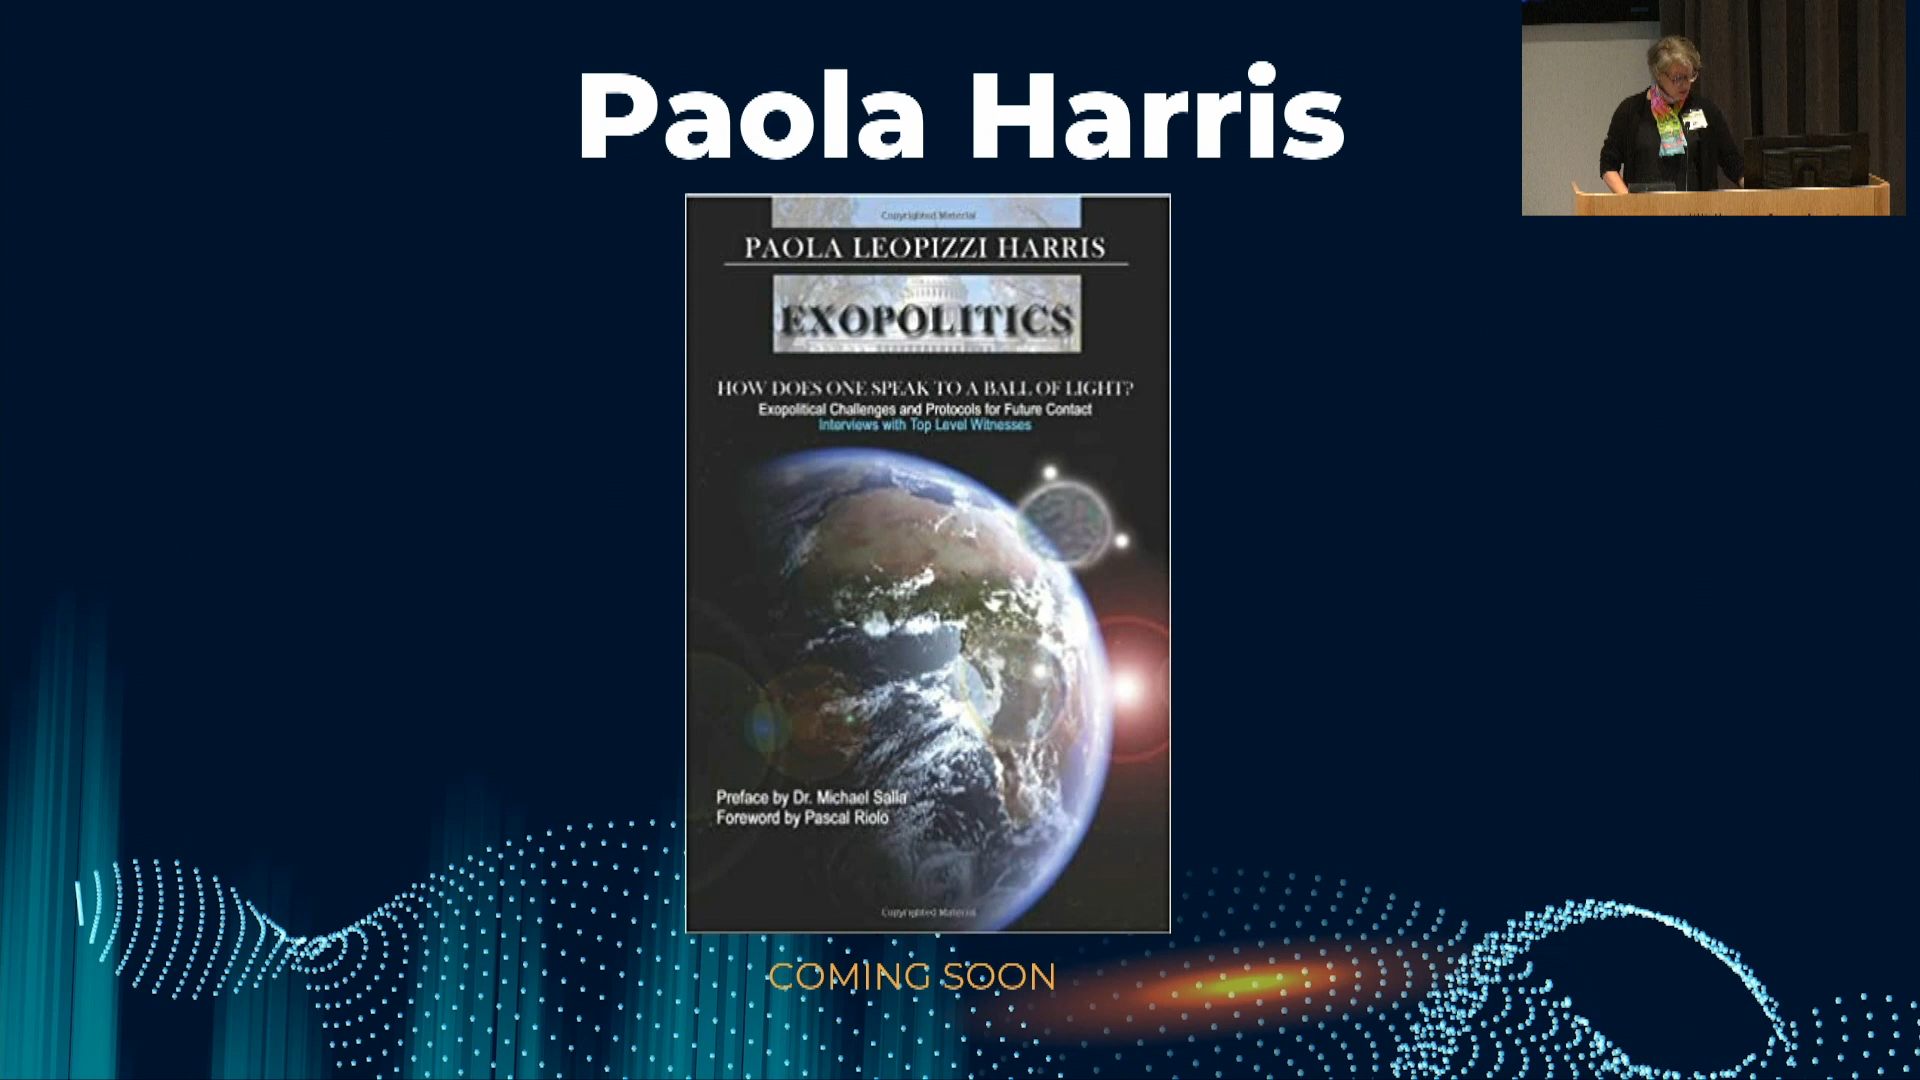 Paola Harris
Copyrighted Material
PAOLA LEOPIZZI HARRIS
EXOPOLITICS
HOW DOES ONE SPEAK TO A BALL OF LIGHT?
Exopolitical Challenges and Protocols for Future Contact
Interviews with Top Level Witnesses
Preface by Dr. Michael Salla
Foreword by Pascal Riolo
Copyrighted Material
COMING SOON